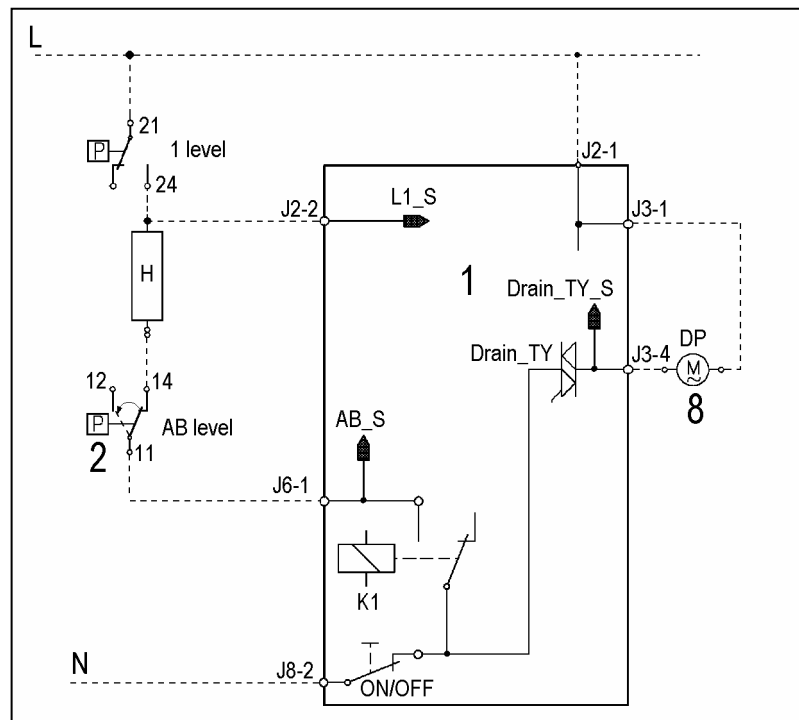 L
21
P
1 level
24
J2-1
J2-2
L1_S
J3-1
H
1
Drain_TY_S
Drain_TY
J3-4
DP
M
~
8
12
14
P
AB level
2
11
AB_S
J6-1
K1
N
J8-2
ON/OFF